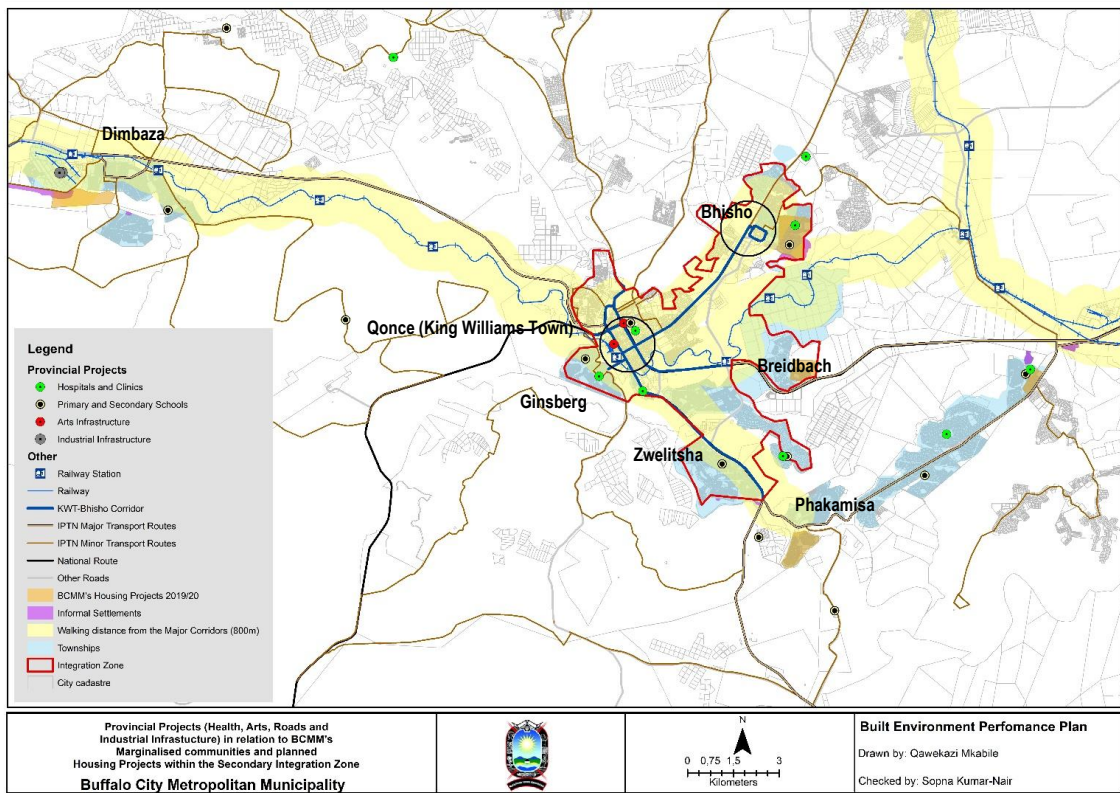 Dimbaza
Bhisho
Qonce (King Williams Town)
Breidbach
Ginsberg
Zwelitsha
Phakamisa
Legend
Provincial Projects
Hospitals and Clinics
Primary and Secondary Schools
Arts Infrastructure
Industrial Infrastructure
Other
Railway Station
Railway
KWT-Bhisho Corridor
IPTN Major Transport Routes
IPTN Minor Transport Routes
National Route
Other Roads
BCMM's Housing Projects 2019/20
Informal Settlements
Walking distance from the Major Corridors (800m)
Townships
Integration Zone
City cadastre
Provincial Projects (Health, Arts, Roads and
Industrial Infrastucture) in relation to BCMM's
Marginalised communities and planned
Housing Projects within the Secondary Integration Zone
Buffalo City Metropolitan Municipality
N
0 0,75 1,5 3
Kilometers
Built Environment Perfomance Plan
Drawn by: Qawekazi Mkabile
Checked by: Sopna Kumar-Nair